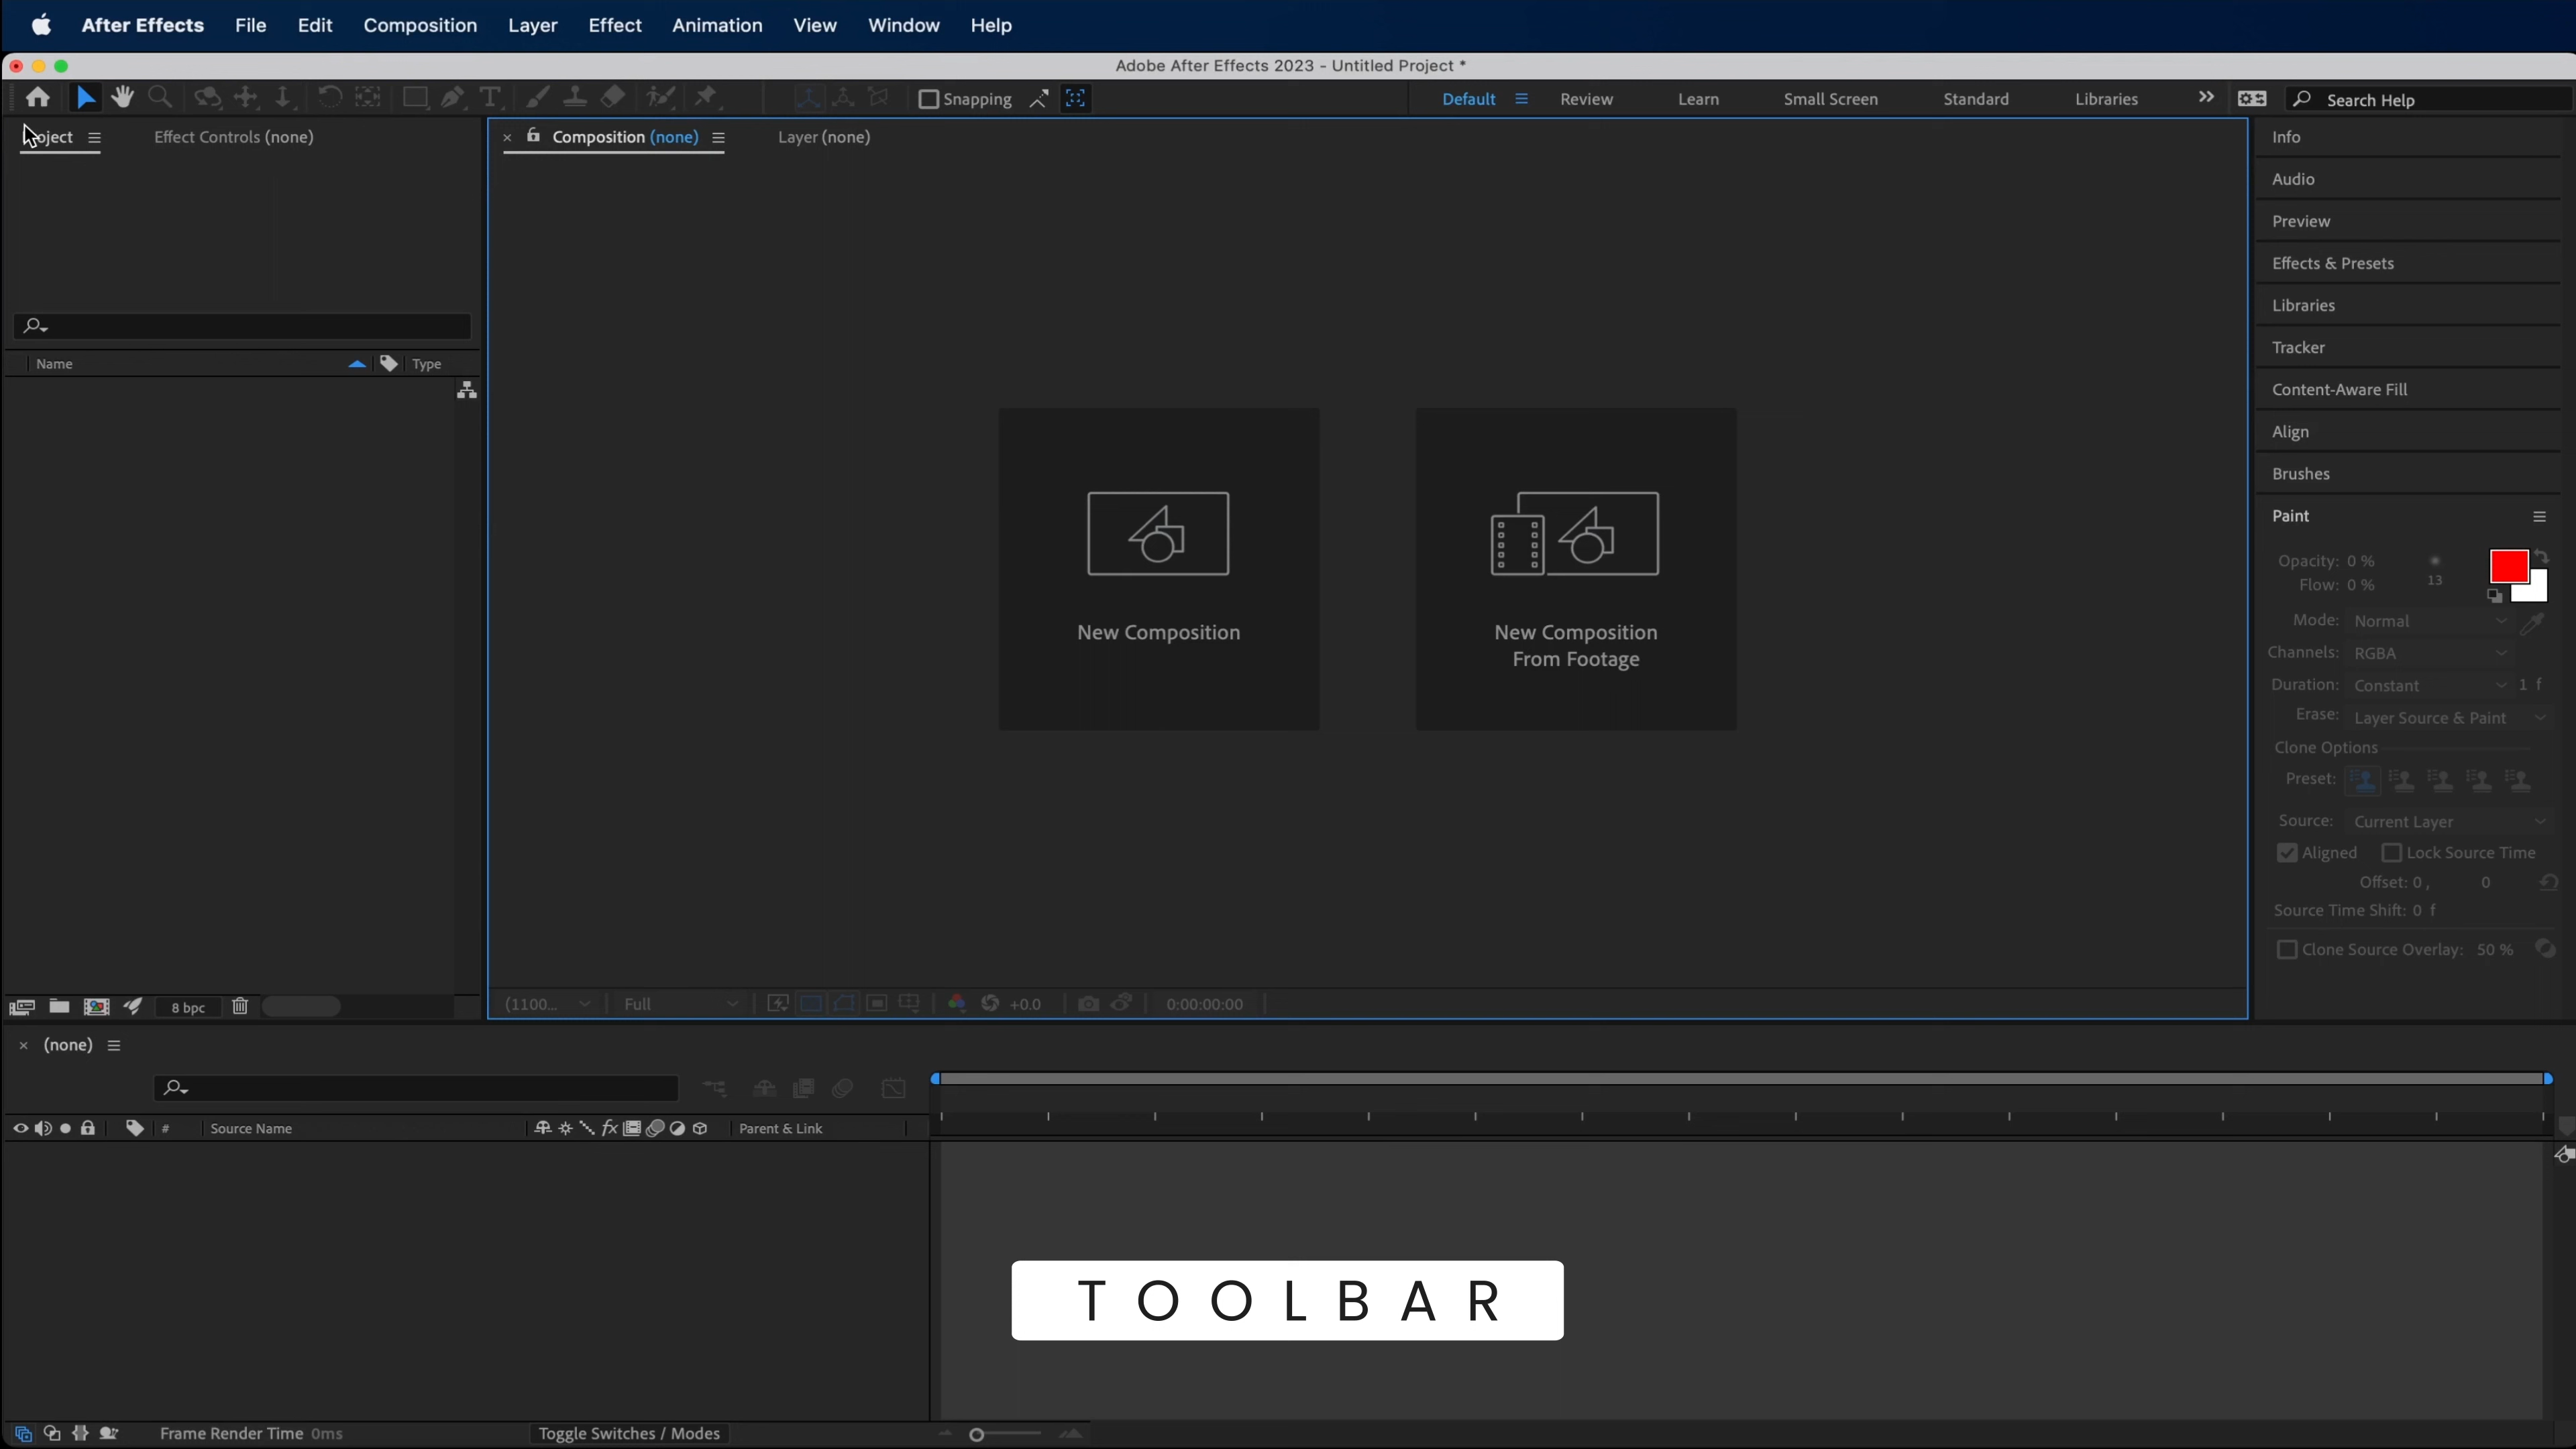 After Effects File Edit Composition Layer Effect Animation View Window Help
Adobe After Effects 2023 - Untitled Project *
Snapping
Default Review Learn Small Screen Standard Libraries Search Help
oject Effect Controls (none)
Composition (none) Layer (none)
Name Type
8 bpc
New Composition
New Composition
From Footage
(1100... Full +0.0 0:00:00:00
Info
Audio
Preview
Effects & Presets
Libraries
Tracker
Content-Aware Fill
Align
Brushes
Paint
Opacity: 0 %
Flow: 0 % 13
Mode: Normal
Channels: RGBA
Duration: Constant 1 f
Erase: Layer Source & Paint
Clone Options
Preset:
Source: Current Layer
Aligned Lock Source Time
Offset: 0 , 0
Source Time Shift: 0 f
Clone Source Overlay: 50 %
(none)
# Source Name fx Parent & Link
TOOLBAR
Frame Render Time 0ms Toggle Switches / Modes